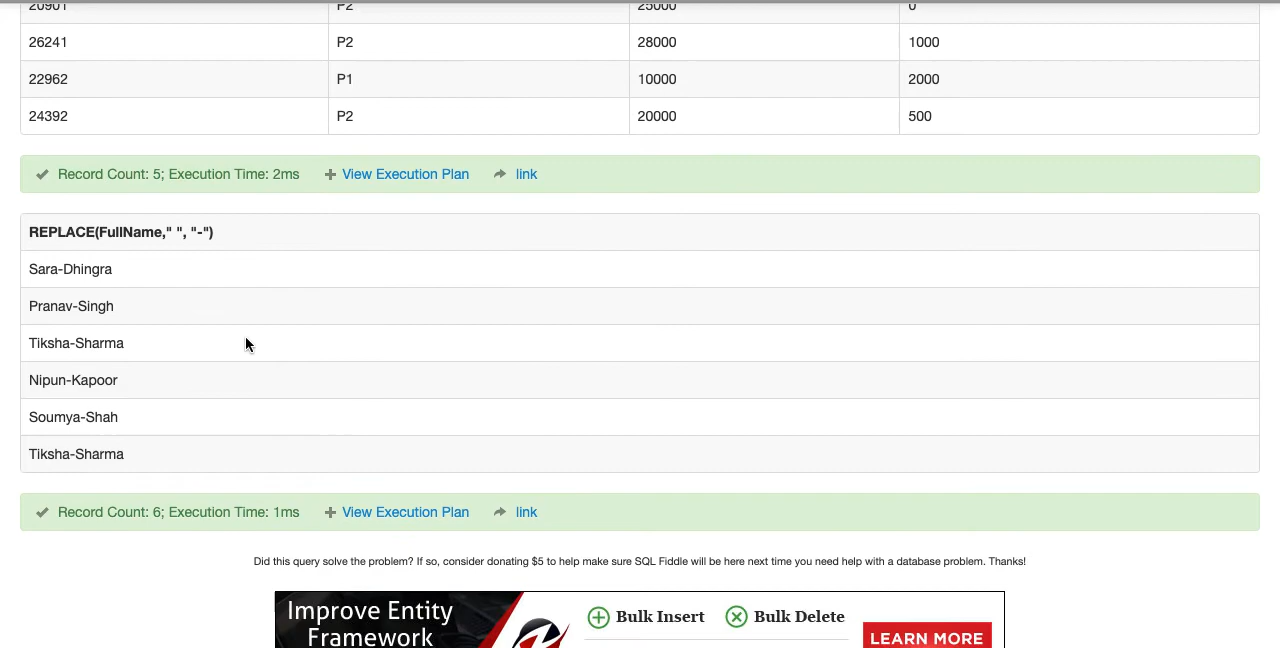 20901 P2 25000 0
26241 P2 28000 1000
22962 P1 10000 2000
24392 P2 20000 500
Record Count: 5; Execution Time: 2ms View Execution Plan link
REPLACE(FullName," ", "-")
Sara-Dhingra
Pranav-Singh
Tiksha-Sharma
Nipun-Kapoor
Soumya-Shah
Tiksha-Sharma
Record Count: 6; Execution Time: 1ms View Execution Plan link
Did this query solve the problem? If so, consider donating $5 to help make sure SQL Fiddle will be here next time you need help with a database problem. Thanks!
Improve Entity Bulk Insert Bulk Delete
Framework LEARN MORE